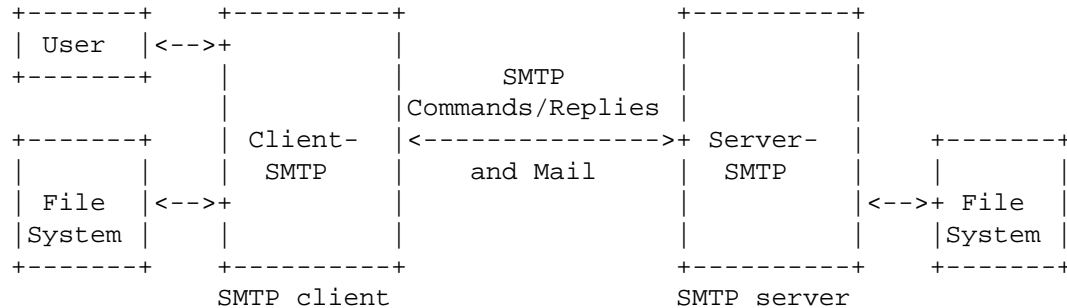 User
SMTP
Commands/Replies
Client-
Server-
SMTP
and Mail
SMTP
File
File
System
System
SMTP client
SMTP server